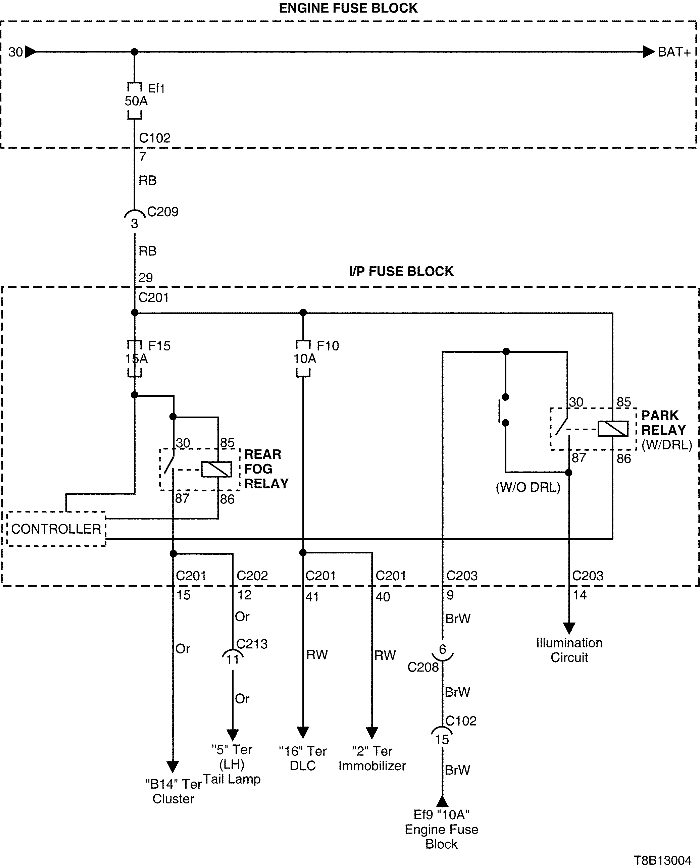 ENGINE FUSE BLOCK
30
BAT+
Ef1
50A
C102
7
RB
C209
3
RB
29
I/P FUSE BLOCK
C201
F15
15A
F10
10A
30
85
PARK
RELAY
(W/DRL)
87
86
30
85
REAR
FOG
RELAY
87
86
(W/O DRL)
CONTROLLER
C201
C202
C201
C201
C203
C203
15
12
41
40
9
14
Or
BrW
Or
C213
11
RW
RW
6
C208
Illumination
Circuit
Or
BrW
C102
15
"5" Ter
(LH)
Tail Lamp
"16" Ter
DLC
"2" Ter
Immobilizer
BrW
"B14" Ter
Cluster
Ef9 "10A"
Engine Fuse
Block
T8B13004